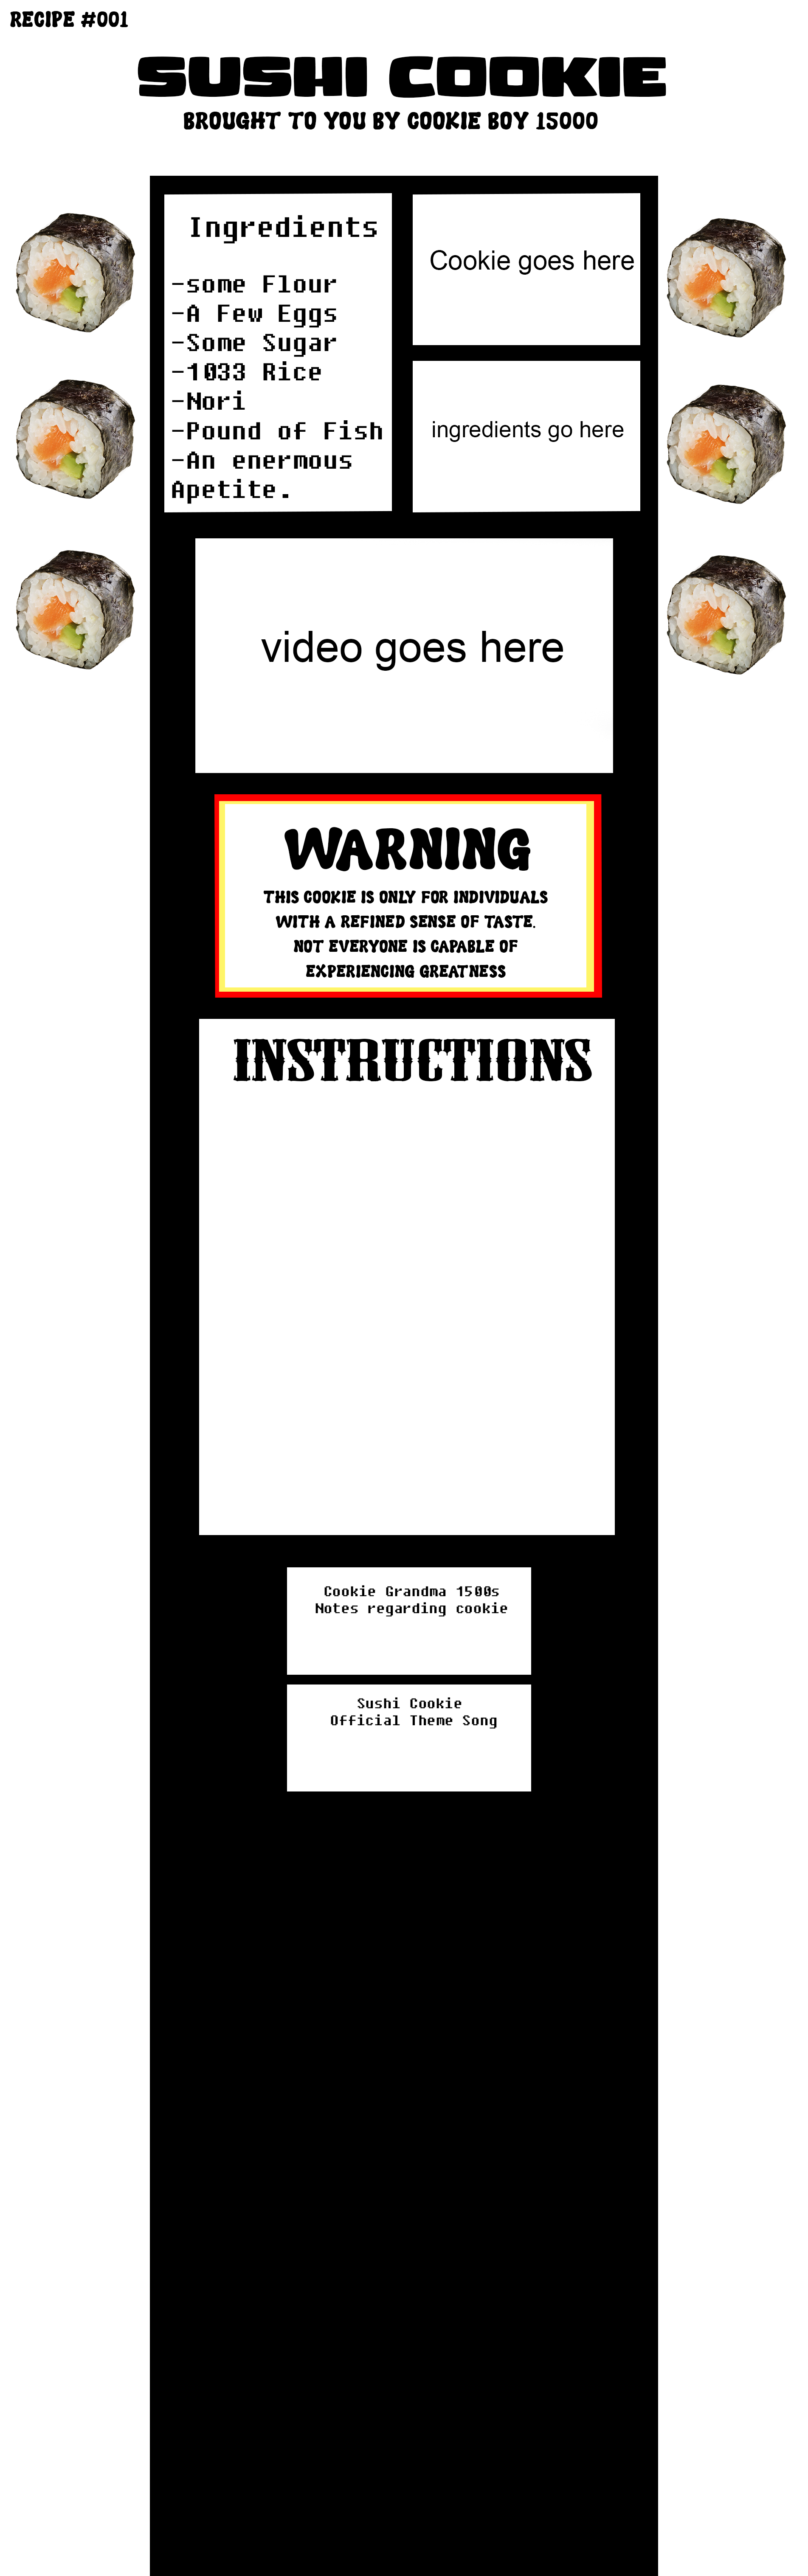 RECIPE #001
SUSHI COOKIE
BROUGHT TO YOU BY COOKIE BOY 15000
Ingredients
-some Flour
-A Few Eggs
-Some Sugar
-1033 Rice
-Nori
-Pound of Fish
-An enermous
Apetite.
Cookie goes here
ingredients go here
video goes here
WARNING
THIS COOKIE IS ONLY FOR INDIVIDUALS
WITH A REFINED SENSE OF TASTE.
NOT EVERYONE IS CAPABLE OF
EXPERIENCING GREATNESS
INSTRUCTIONS
Cookie Grandma 1500s
Notes regarding cookie
Sushi Cookie
Official Theme Song